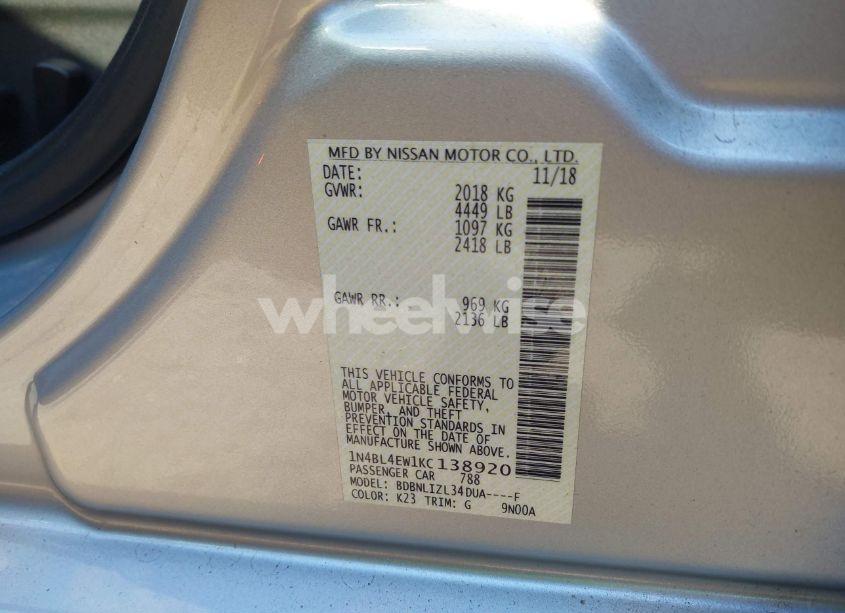 MFD BY NISSAN MOTOR CO., LTD.
DATE: 11/18
GVWR: 2018 KG
4449 LB
GAWR FR.: 1097 KG
2418 LB
GAWR RR.: 969 KG
2136 LB
wheelwise
THIS VEHICLE CONFORMS TO
ALL APPLICABLE FEDERAL
MOTOR VEHICLE SAFETY,
BUMPER, AND THEFT
PREVENTION STANDARDS IN
EFFECT ON THE DATE OF
MANUFACTURE SHOWN ABOVE.
1N4BL4EW1KC138920
PASSENGER CAR 788
MODEL: BDBNLIZL34DUA----F
COLOR: K23 TRIM: G 9N00A